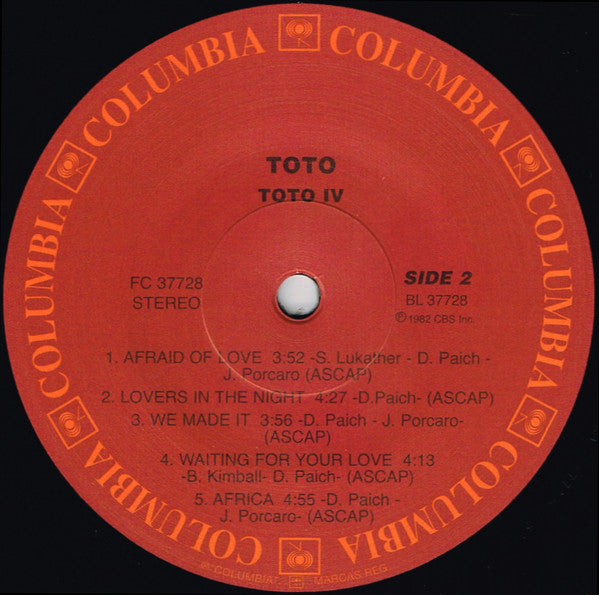 COLUMBIA COLUMBIA COLUMBIA COLUMBIA COLUMBIA COLUMBIA
TOTO
TOTO IV
FC 37728
STEREO
SIDE 2
BL 37728
℗1982 CBS Inc.
1. AFRAID OF LOVE 3:52 -S. Lukather - D. Paich -
J. Porcaro (ASCAP)
2. LOVERS IN THE NIGHT 4:27 -D.Paich- (ASCAP)
3. WE MADE IT 3:56 -D. Paich - J. Porcaro-
(ASCAP)
4. WAITING FOR YOUR LOVE 4:13
-B. Kimball- D. Paich- (ASCAP)
5. AFRICA 4:55 -D. Paich -
J. Porcaro- (ASCAP)
"COLUMBIA", MARCAS REG.